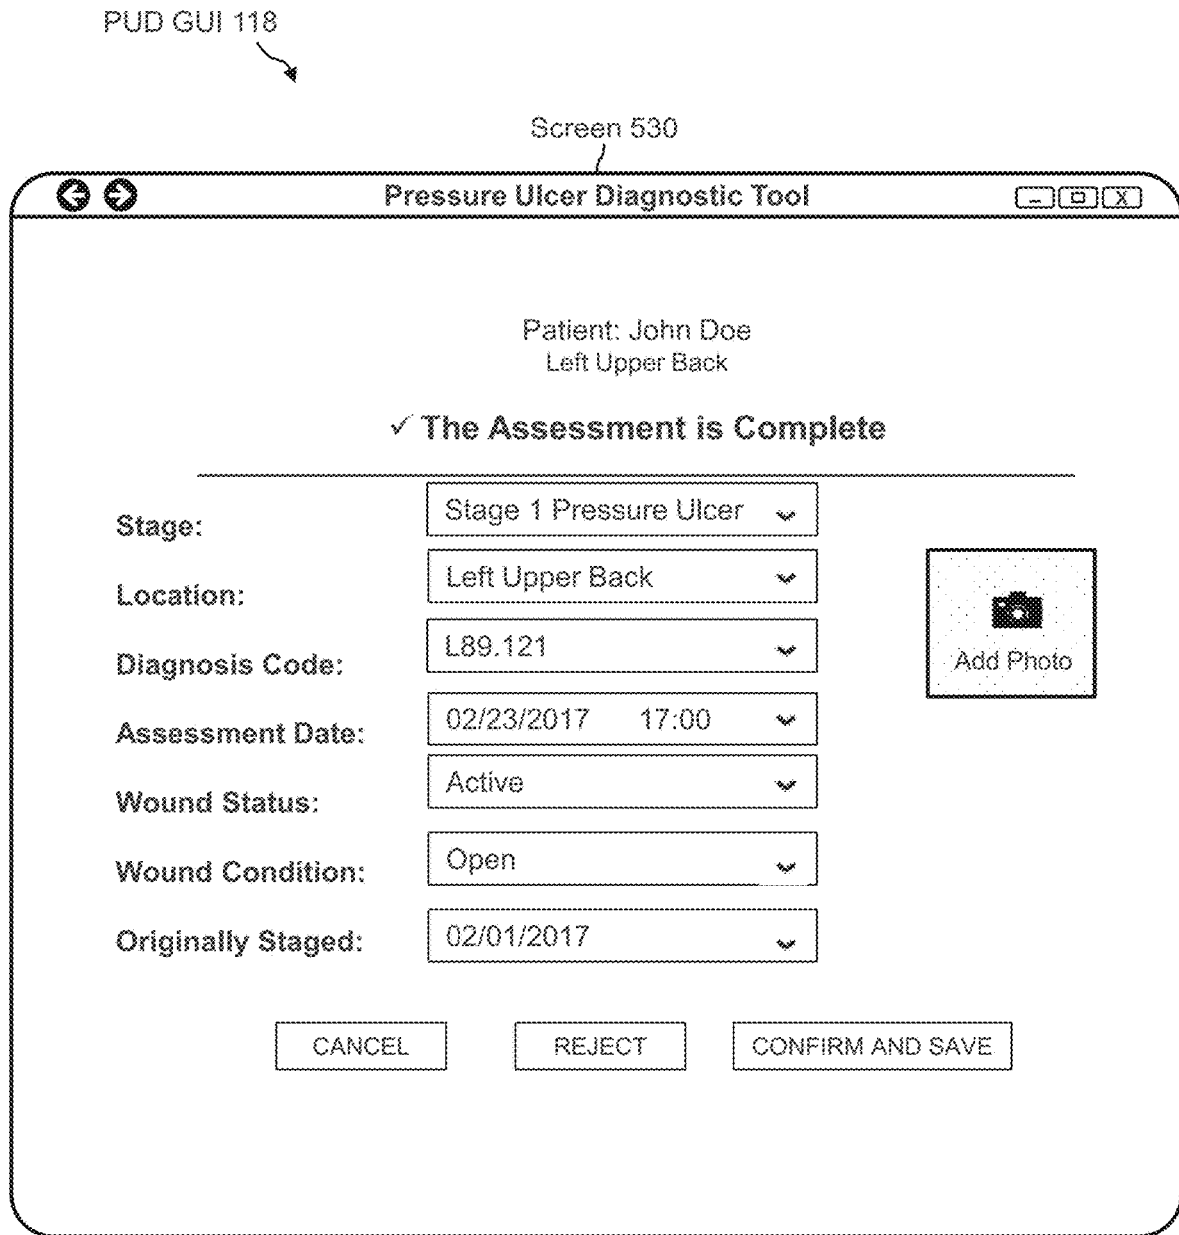 PUD GUI 118
Screen 530
Pressure Ulcer Diagnostic Tool
X
Patient: John Doe
Left Upper Back
✓ The Assessment is Complete
Stage: Stage 1 Pressure Ulcer
Location: Left Upper Back
Add Photo
Diagnosis Code: L89.121
Assessment Date: 02/23/2017 17:00
Wound Status: Active
Wound Condition: Open
Originally Staged: 02/01/2017
CANCEL REJECT CONFIRM AND SAVE